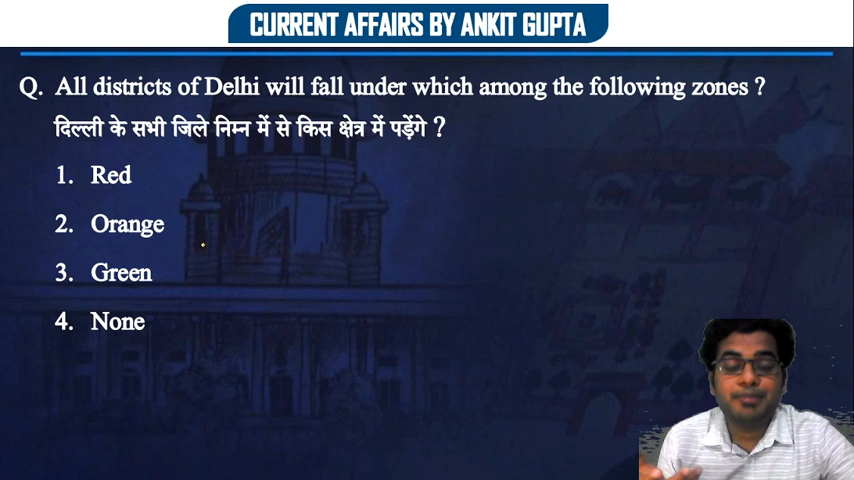 CURRENT AFFAIRS BY ANKIT GUPTA
Q. All districts of Delhi will fall under which among the following zones ?
दिल्ली के सभी जिले निम्न में से किस क्षेत्र में पड़ेंगे ?
1. Red
2. Orange
3. Green
4. None